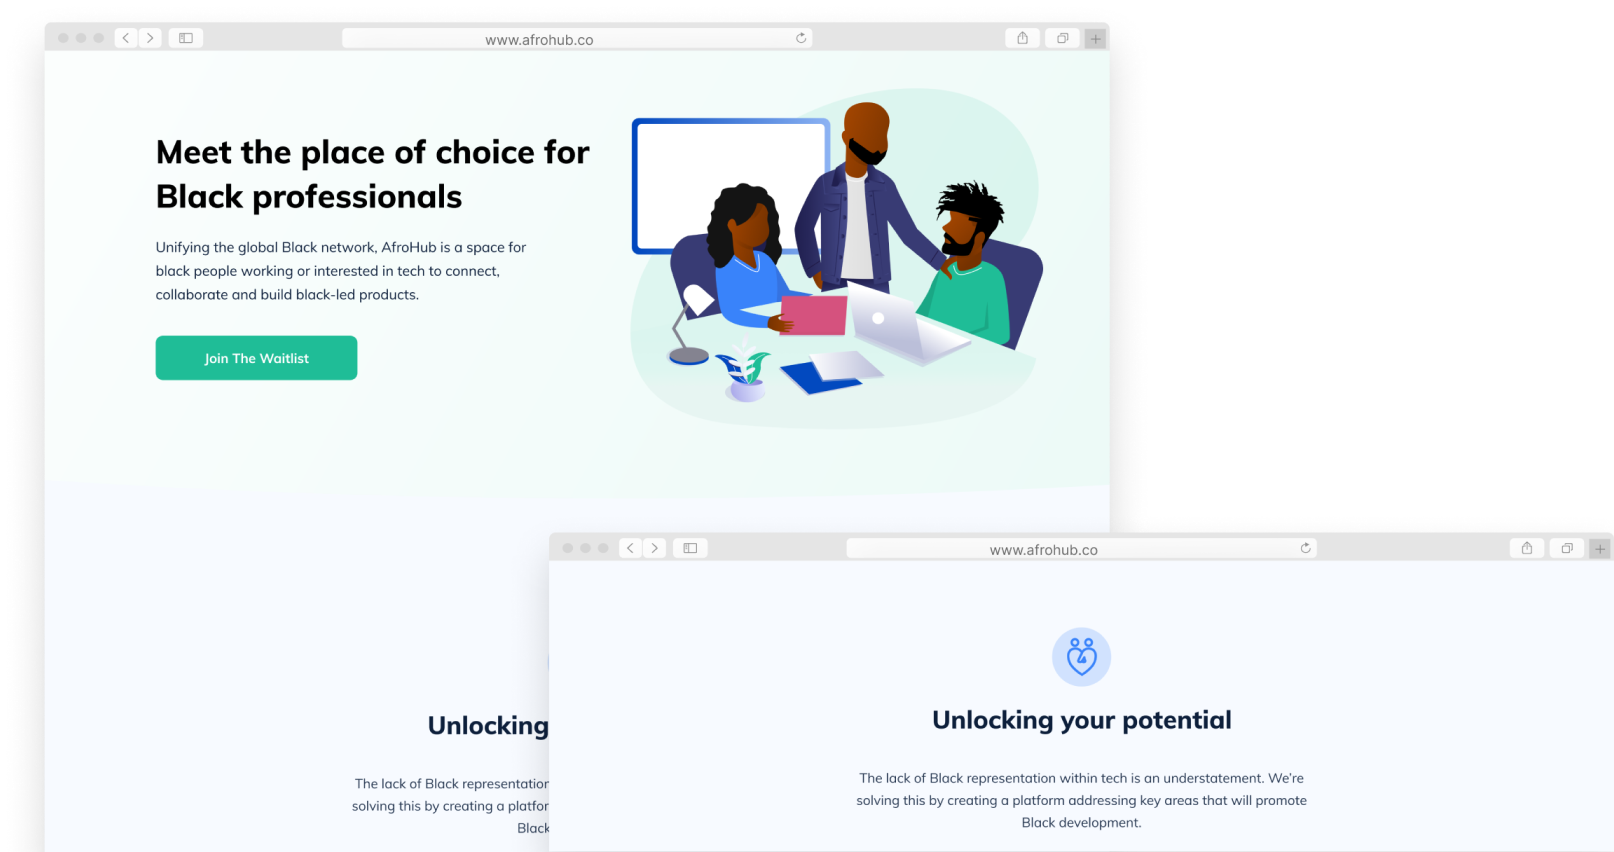 www.afrohub.co
Meet the place of choice for
Black professionals
Unifying the global Black network, AfroHub is a space for
black people working or interested in tech to connect,
collaborate and build black-led products.
Join The Waitlist
Unlocking
The lack of Black representation
solving this by creating a platfor
Black
www.afrohub.co
Unlocking your potential
The lack of Black representation within tech is an understatement. We’re
solving this by creating a platform addressing key areas that will promote
Black development.